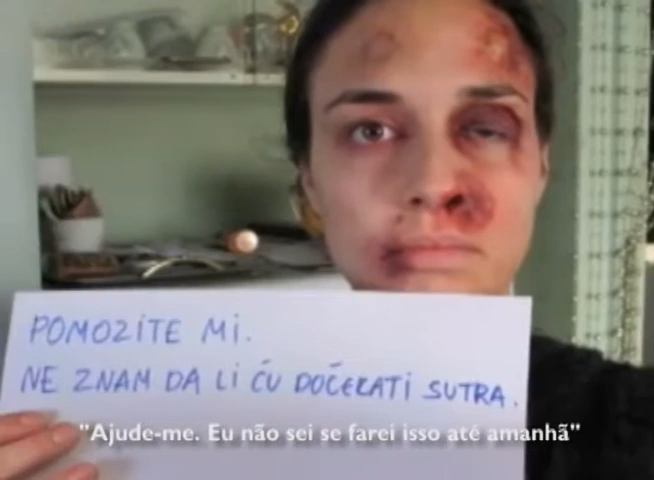 POMOZITE MI.
NE ZNAM DA LI ĆU DOČEKATI SUTRA.
"Ajude-me. Eu não sei se farei isso até amanhã"